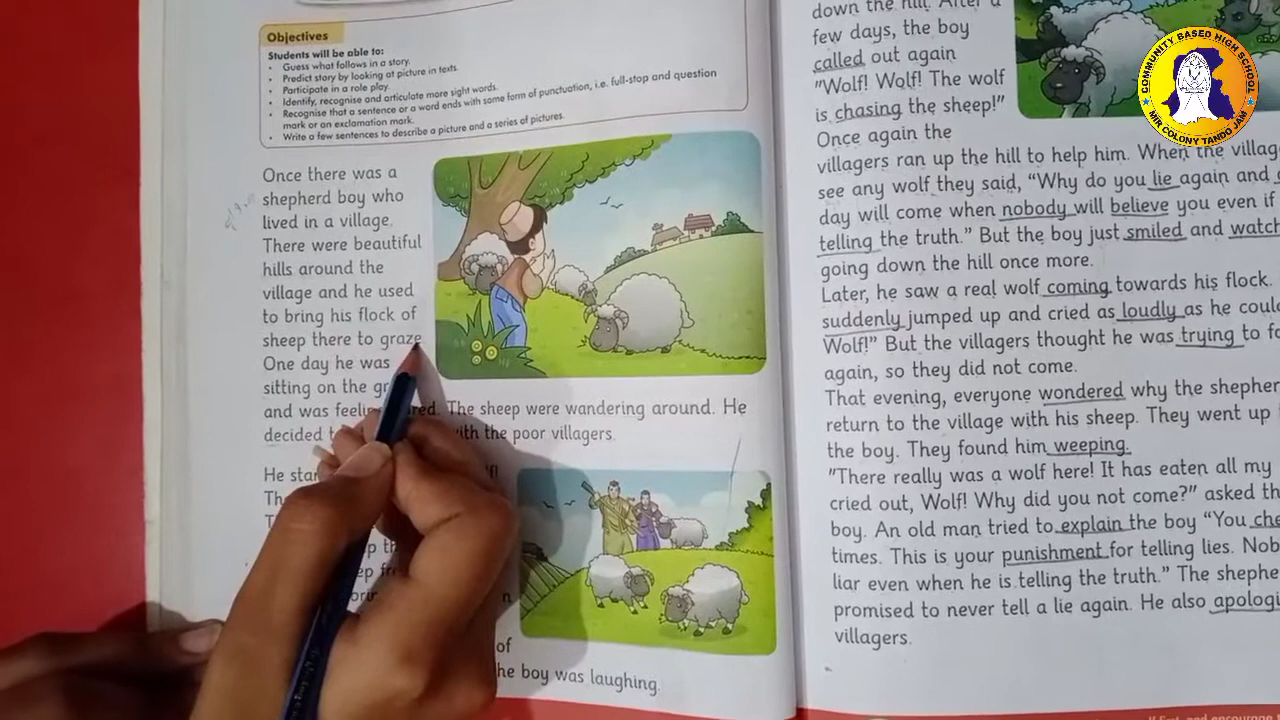 Objectives
Students will be able to:
• Guess what follows in a story.
• Predict story by looking at picture in texts.
• Participate in a role play.
• Identify, recognise and articulate more sight words.
• Recognise that a sentence or a word ends with some form of punctuation, i.e. full-stop and question
mark or an exclamation mark.
• Write a few sentences to describe a picture and a series of pictures.
Once there was a
shepherd boy who
lived in a village.
There were beautiful
hills around the
village and he used
to bring his flock of
sheep there to graze
One day he was
sitting on the
and was feeling The sheep were wandering around. He
decided with the poor villagers.
He
of
he boy was laughing.
down the hill. After a
few days, the boy
called out again
"Wolf! Wolf! The wolf
is chasing the sheep!"
Once again the
villagers ran up the hill to help him. When the
see any wolf they said, "Why do you lie again and
day will come when nobody will believe you even if
telling the truth." But the boy just smiled and watch
going down the hill once more.
Later, he saw a real wolf coming towards his flock.
suddenly jumped up and cried as loudly as he
Wolf!" But the villagers thought he was trying to
again, so they did not come.
That evening, everyone wondered why the
return to the village with his sheep. They went up
the boy. They found him weeping.
"There really was a wolf here! It has eaten all my
cried out, Wolf! Why did you not come?" asked
boy. An old man tried to explain the boy "You
times. This is your punishment for telling lies.
liar even when he is telling the truth." The
promised to never tell a lie again. He also
villagers.
COMMUNITY BASED HIGH SCHOOL
MIR COLONY TANDO JAM